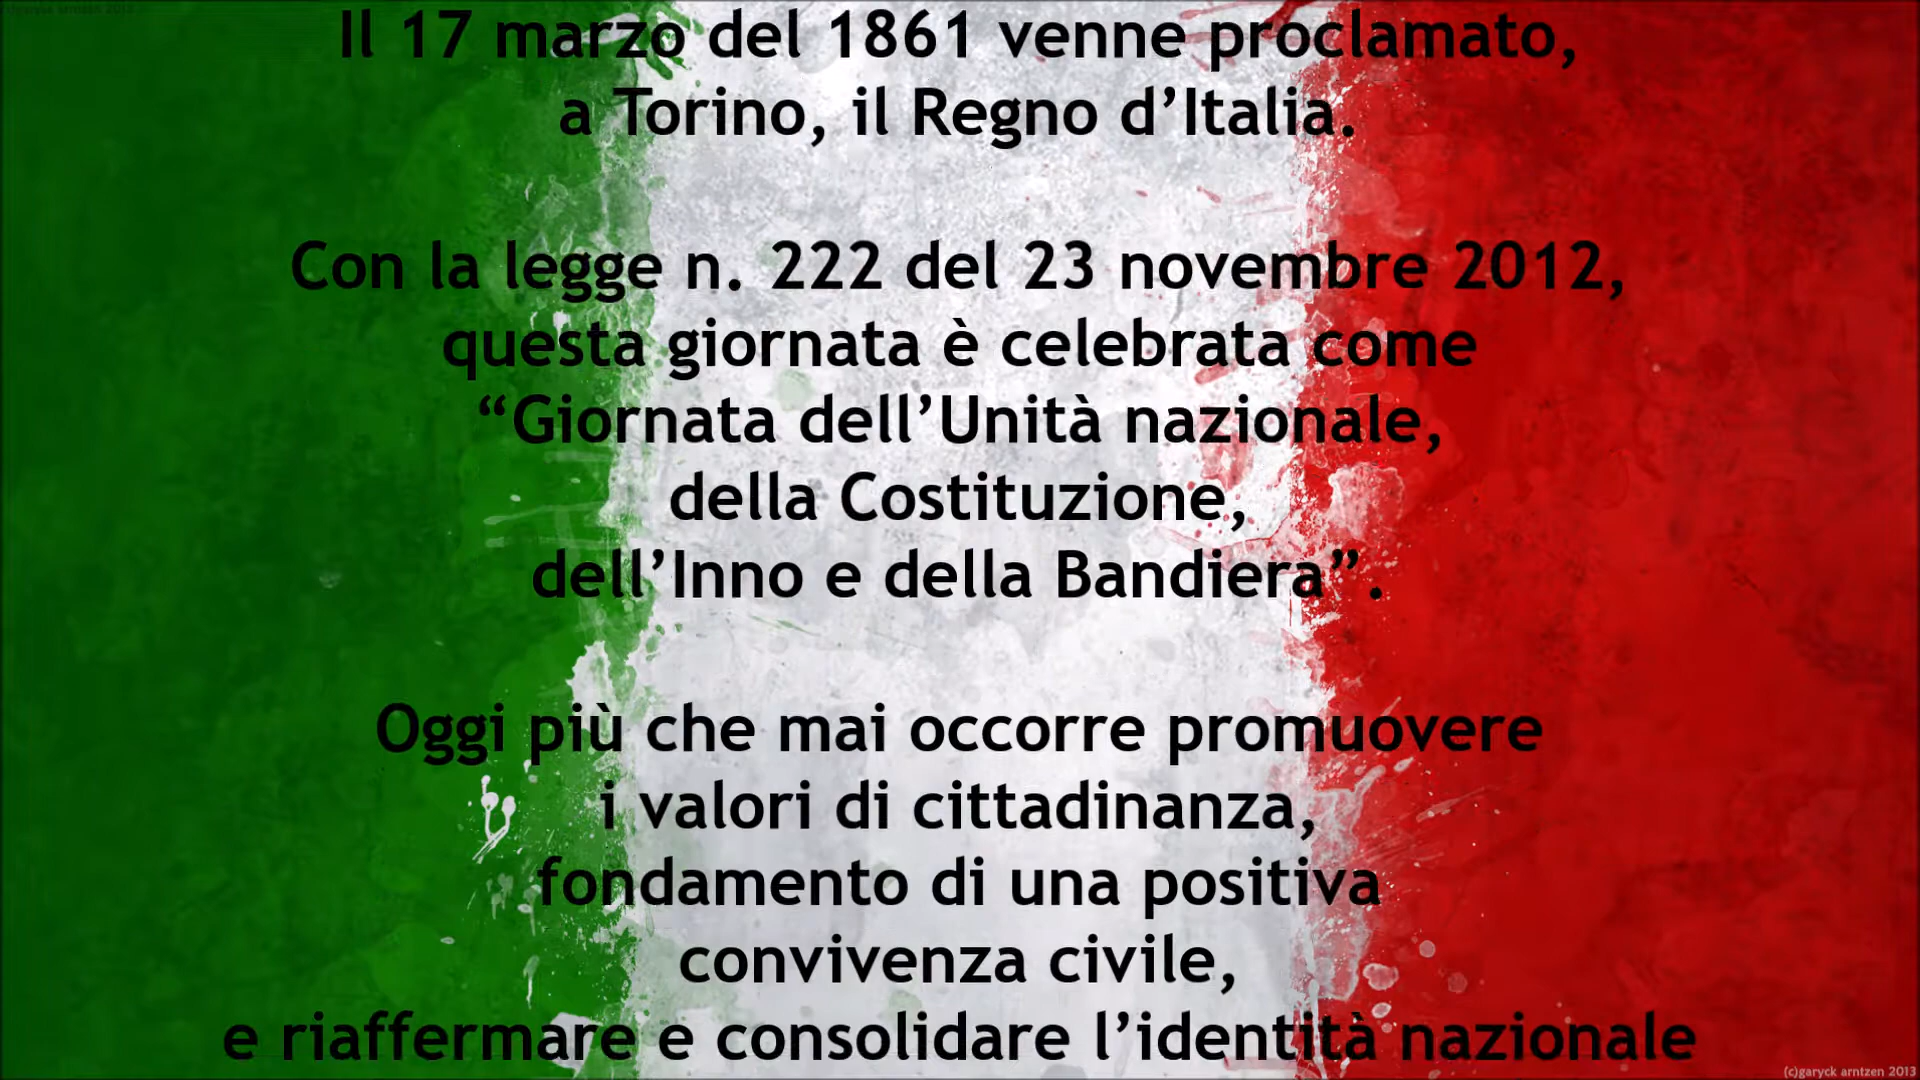 Il 17 marzo del 1861 venne proclamato,
a Torino, il Regno d’Italia.
Con la legge n. 222 del 23 novembre 2012,
questa giornata è celebrata come
“Giornata dell’Unità nazionale,
della Costituzione,
dell’Inno e della Bandiera”.
Oggi più che mai occorre promuovere
i valori di cittadinanza,
fondamento di una positiva
convivenza civile,
e riaffermare e consolidare l’identità nazionale
(c)garyck arntzen 2013